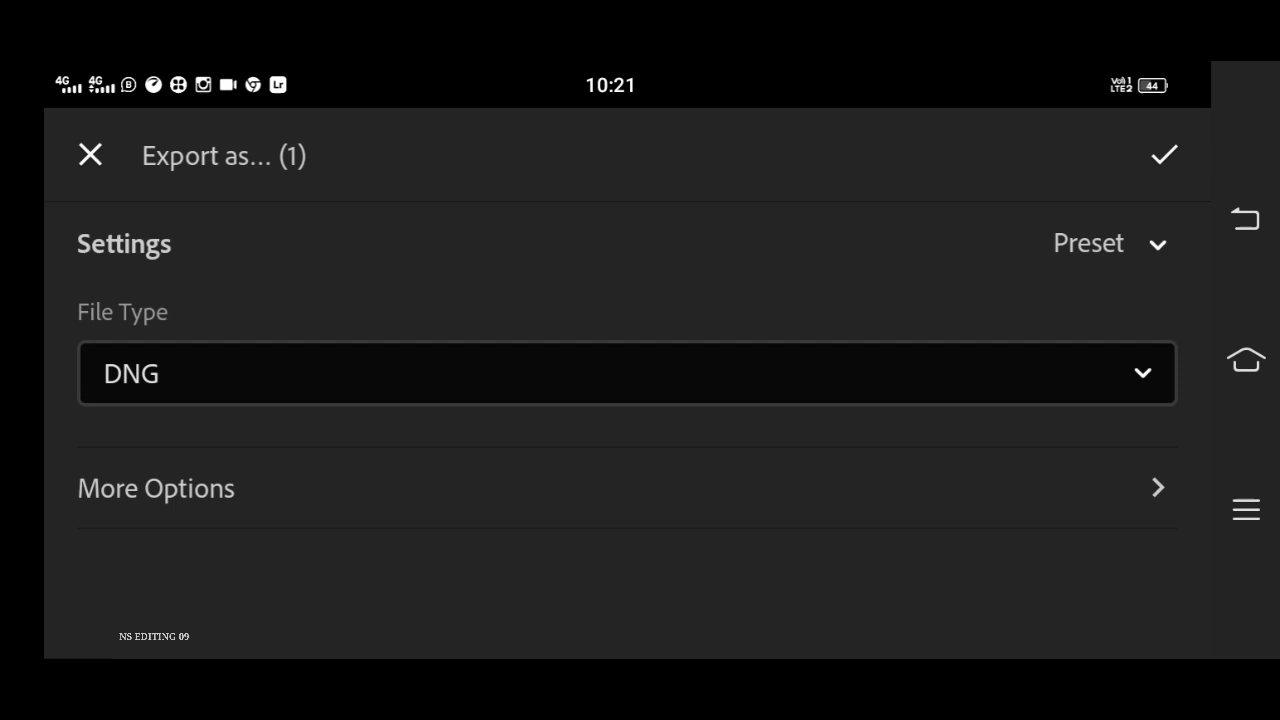 4G 4G B Lr 10:21 Vo) 1 LTE2 44
Export as... (1)
Settings Preset
File Type
DNG
More Options
NS EDITING 09